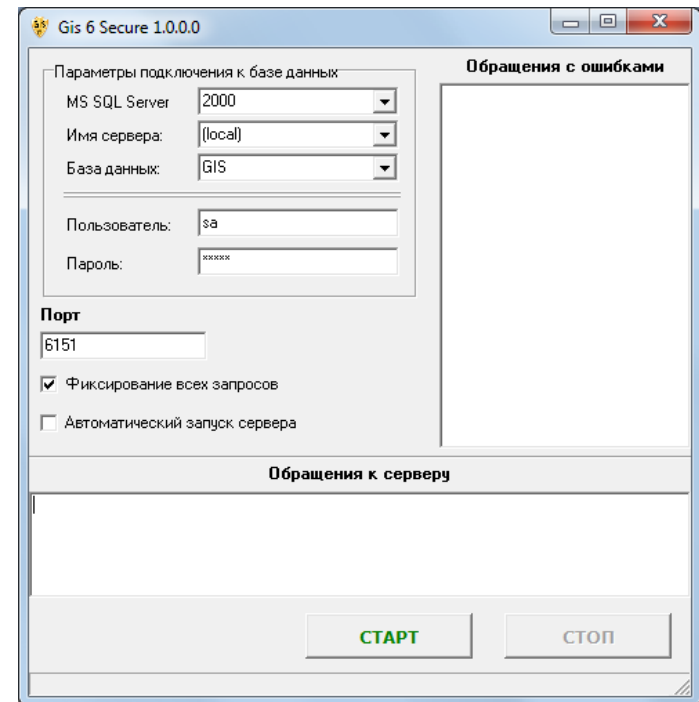 Gis 6 Secure 1.0.0.0
Параметры подключения к базе данных
MS SQL Server 2000
Имя сервера: (local)
База данных: GIS
Пользователь: sa
Пароль: *****
Порт
6151
Фиксирование всех запросов
Автоматический запуск сервера
Обращения с ошибками
Обращения к серверу
СТАРТ СТОП